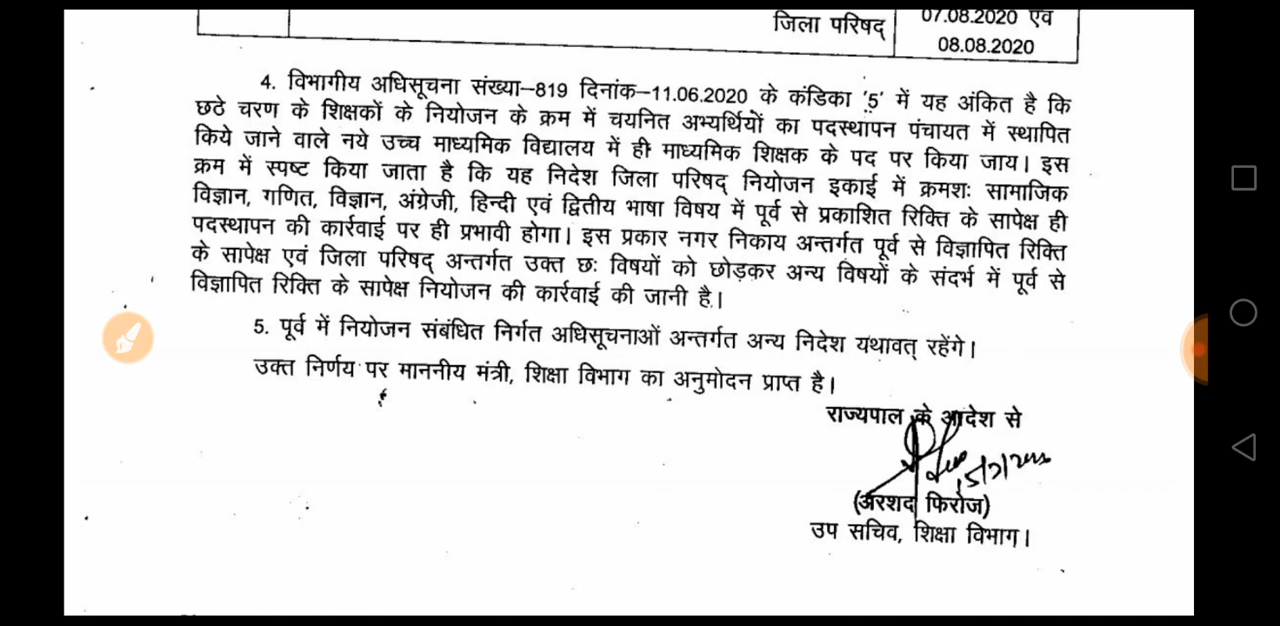 जिला परिषद्
07.08.2020 एवं
08.08.2020
4. विभागीय अधिसूचना संख्या–819 दिनांक–11.06.2020 के कंडिका '5' में यह अंकित है कि
छठे चरण के शिक्षकों के नियोजन के क्रम में चयनित अभ्यर्थियों का पदस्थापन पंचायत में स्थापित
किये जाने वाले नये उच्च माध्यमिक विद्यालय में ही माध्यमिक शिक्षक के पद पर किया जाय। इस
क्रम में स्पष्ट किया जाता है कि यह निदेश जिला परिषद् नियोजन इकाई में क्रमशः सामाजिक
विज्ञान, गणित, विज्ञान, अंग्रेजी, हिन्दी एवं द्वितीय भाषा विषय में पूर्व से प्रकाशित रिक्ति के सापेक्ष ही
पदस्थापन की कार्रवाई पर ही प्रभावी होगा। इस प्रकार नगर निकाय अन्तर्गत पूर्व से विज्ञापित रिक्ति
के सापेक्ष एवं जिला परिषद् अन्तर्गत उक्त छः विषयों को छोड़कर अन्य विषयों के संदर्भ में पूर्व से
विज्ञापित रिक्ति के सापेक्ष नियोजन की कार्रवाई की जानी है।
5. पूर्व में नियोजन संबंधित निर्गत अधिसूचनाओं अन्तर्गत अन्य निदेश यथावत् रहेंगे।
उक्त निर्णय पर माननीय मंत्री, शिक्षा विभाग का अनुमोदन प्राप्त है।
राज्यपाल के आदेश से
(अरशद फिरोज)
उप सचिव, शिक्षा विभाग।